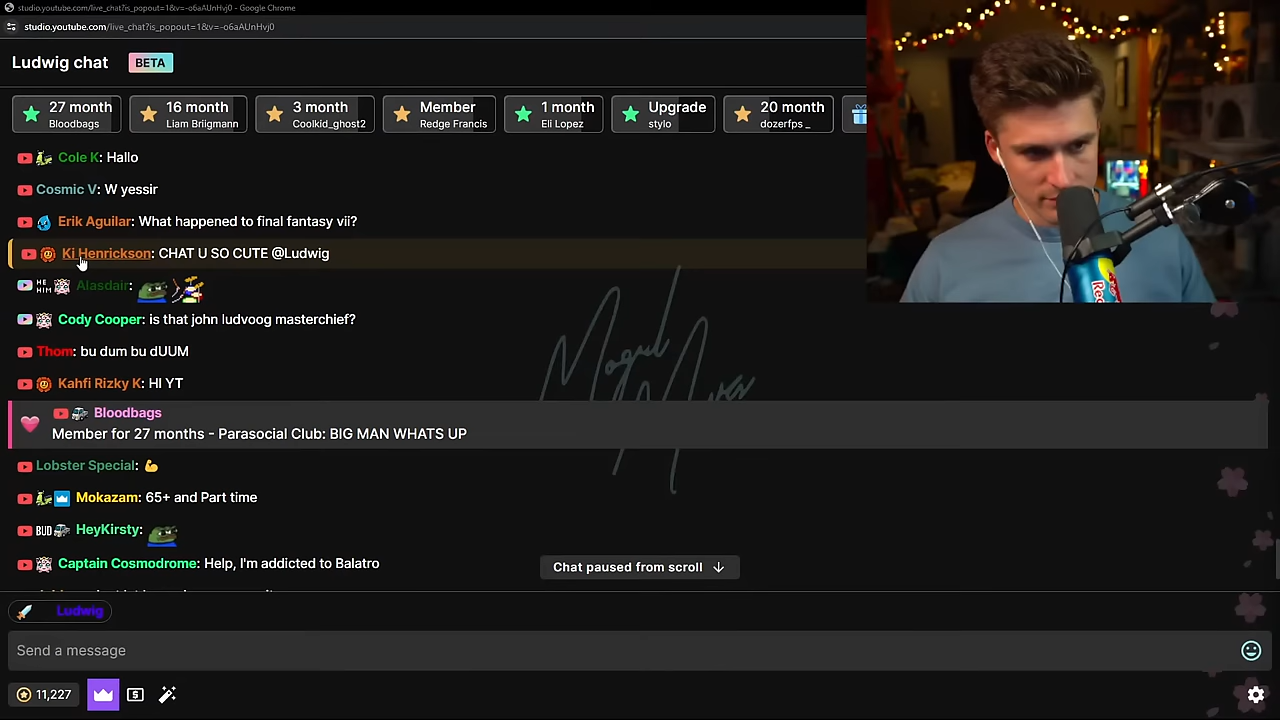 studio.youtube.com/live_chat?is_popout=1&v=-o6aAUnHvj0 - Google Chrome
studio.youtube.com/live_chat?is_popout=1&v=-o6aAUnHvj0
Ludwig chat BETA
27 month
Bloodbags
16 month
Liam Briigmann
3 month
Coolkid_ghost2
Member
Redge Francis
1 month
Eli Lopez
Upgrade
stylo
20 month
dozerfps _
Cole K: Hallo
Cosmic V: W yessir
Erik Aguilar: What happened to final fantasy vii?
Ki Henrickson: CHAT U SO CUTE @Ludwig
HE HIM Alasdair:
Cody Cooper: is that john ludvoog masterchief?
Thom: bu dum bu dUUM
Kahfi Rizky K: HI YT
Bloodbags
Member for 27 months - Parasocial Club: BIG MAN WHATS UP
Lobster Special:
Mokazam: 65+ and Part time
BUD HeyKirsty:
Captain Cosmodrome: Help, I'm addicted to Balatro
Chat paused from scroll
Ludwig
Send a message
11,227
Mogul